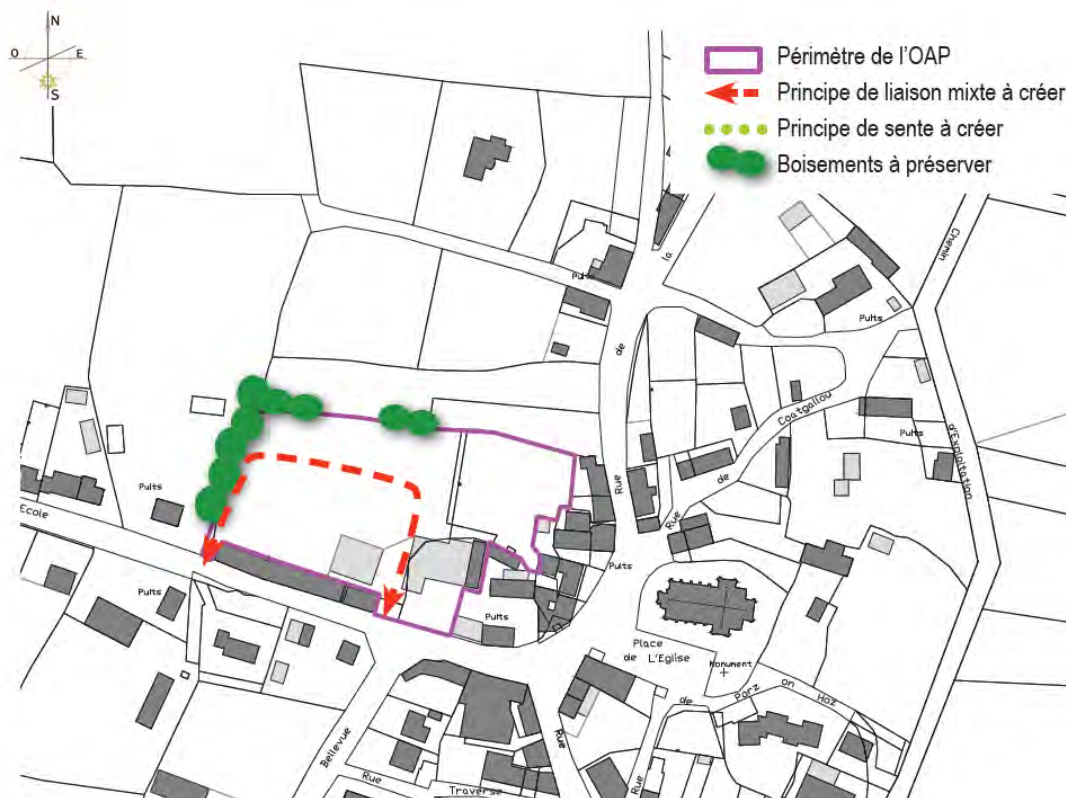 N
O E
S
Périmètre de l'OAP
Principe de liaison mixte à créer
Principe de sente à créer
Boisements à préserver
la
Puits
Puits
de
Chemin
Coatgallou
d'Exploitation
Puits
Puits
Ecole
Rue
de
Rue
Puits
Puits
Puits
Place
de L'Eglise
Monument
de Porz on Hoz
Bellevue
Rue
Rue
Rue
Traverse